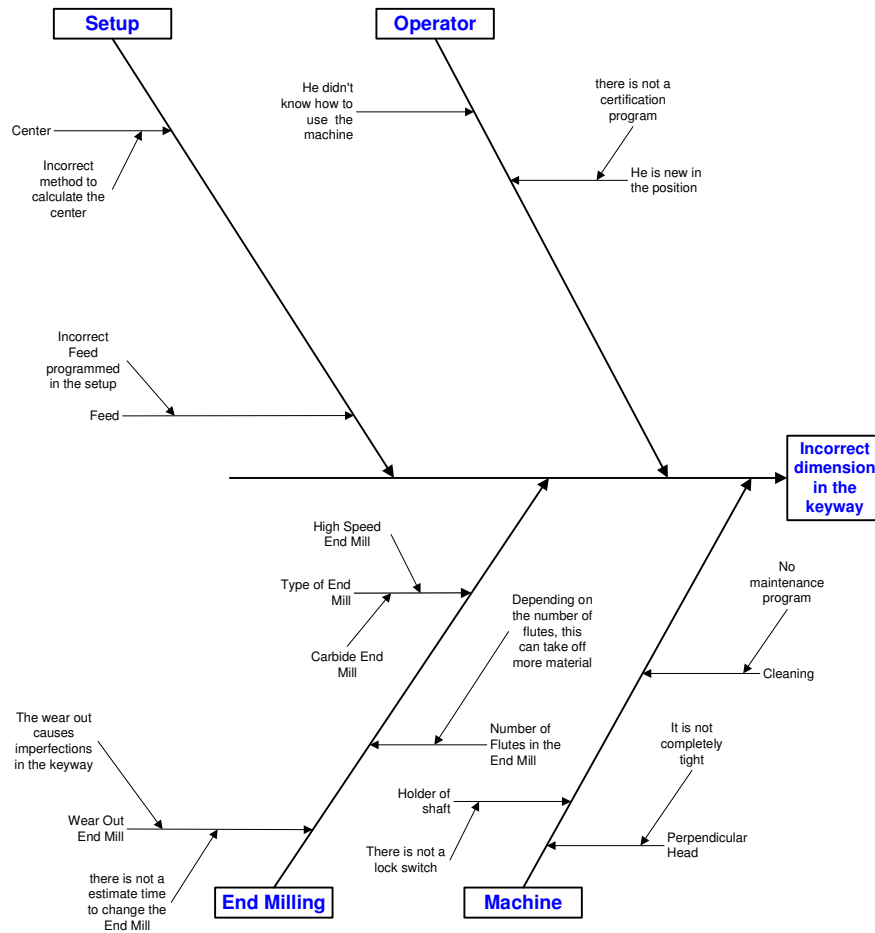 Setup
Operator
He didn't
know how to
use the
machine
there is not a
certification
program
Center
Incorrect
method to
calculate the
center
He is new in
the position
Incorrect
Feed
programmed
in the setup
Feed
Incorrect
dimension
in the
keyway
High Speed
End Mill
Type of End
Mill
Carbide End
Mill
Depending on
the number of
flutes, this
can take off
more material
No
maintenance
program
Cleaning
The wear out
causes
imperfections
in the keyway
Number of
Flutes in the
End Mill
It is not
completely
tight
Holder of
shaft
Wear Out
End Mill
There is not a
lock switch
Perpendicular
Head
there is not a
estimate time
to change the
End Mill
End Milling
Machine